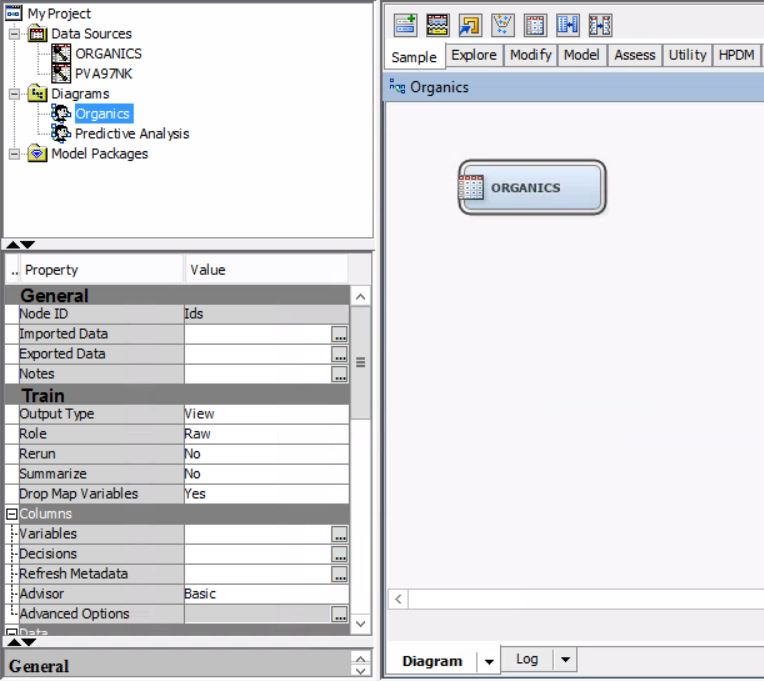 My Project
Data Sources
ORGANICS
PVA97NK
Diagrams
Organics
Predictive Analysis
Model Packages
.. Property Value
General
Node ID Ids
Imported Data ...
Exported Data ...
Notes ...
Train
Output Type View
Role Raw
Rerun No
Summarize No
Drop Map Variables Yes
Columns
Variables ...
Decisions ...
Refresh Metadata ...
Advisor Basic
Advanced Options ...
Data
General
Sample Explore Modify Model Assess Utility HPDM
Organics
ORGANICS
Diagram Log